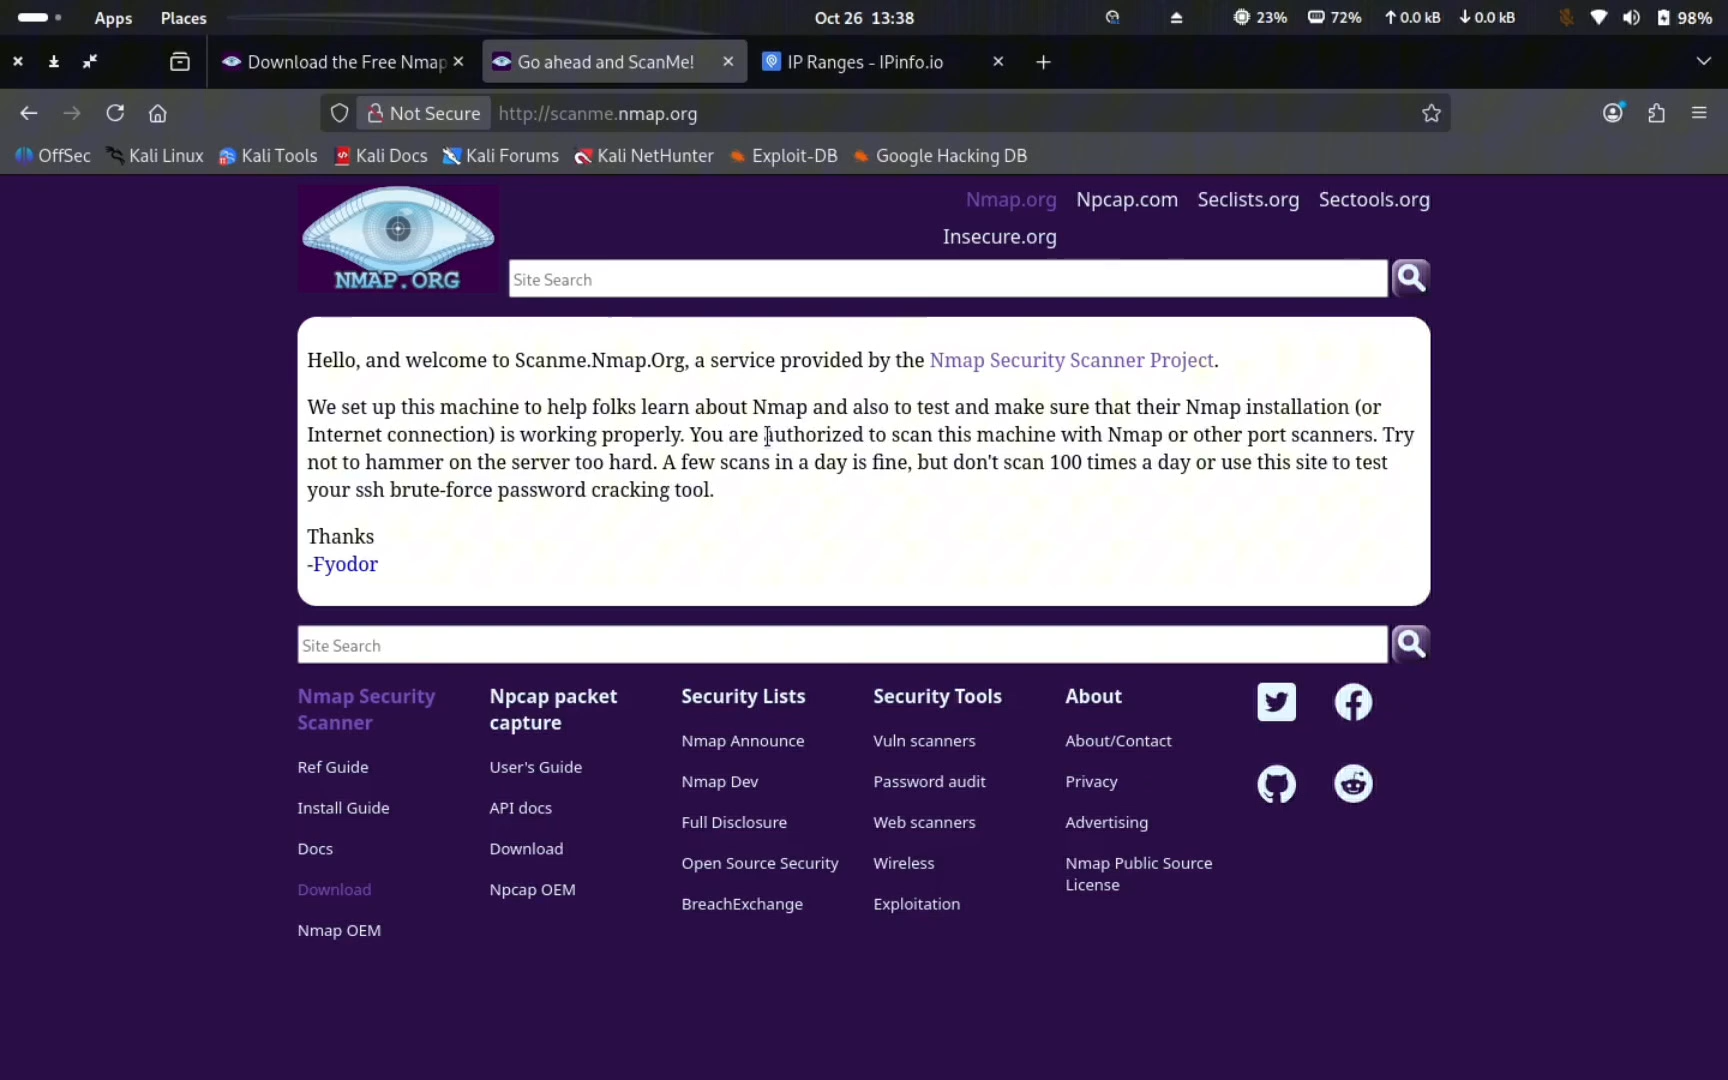 Apps Places Oct 26 13:38 23% 72% ↑0.0 kB ↓0.0 kB 98%
Download the Free Nmap Go ahead and ScanMe! IP Ranges - IPinfo.io
Not Secure http://scanme.nmap.org
OffSec Kali Linux Kali Tools Kali Docs Kali Forums Kali NetHunter Exploit-DB Google Hacking DB
NMAP.ORG
Nmap.org Npcap.com Seclists.org Sectools.org
Insecure.org
Site Search
Hello, and welcome to Scanme.Nmap.Org, a service provided by the Nmap Security Scanner Project.
We set up this machine to help folks learn about Nmap and also to test and make sure that their Nmap installation (or
Internet connection) is working properly. You are authorized to scan this machine with Nmap or other port scanners. Try
not to hammer on the server too hard. A few scans in a day is fine, but don't scan 100 times a day or use this site to test
your ssh brute-force password cracking tool.
Thanks
-Fyodor
Site Search
Nmap Security
Scanner
Ref Guide
Install Guide
Docs
Download
Nmap OEM
Npcap packet
capture
User's Guide
API docs
Download
Npcap OEM
Security Lists
Nmap Announce
Nmap Dev
Full Disclosure
Open Source Security
BreachExchange
Security Tools
Vuln scanners
Password audit
Web scanners
Wireless
Exploitation
About
About/Contact
Privacy
Advertising
Nmap Public Source
License